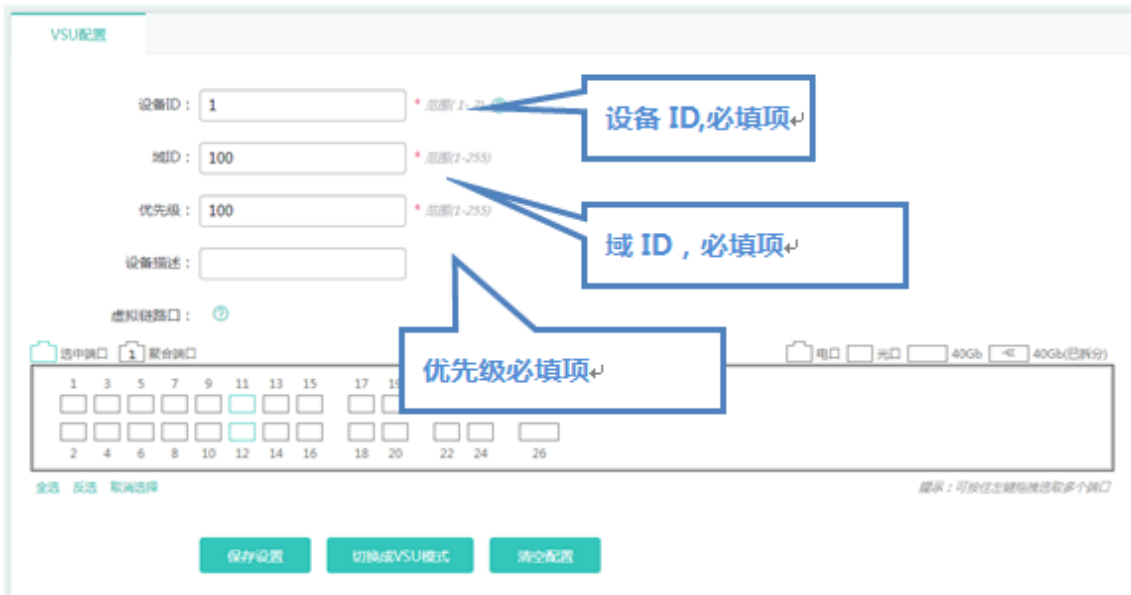 VSU配置
设备ID： 1 * 范围(1-2)
设备 ID,必填项
域ID： 100 * 范围(1-255)
优先级： 100 * 范围(1-255)
域 ID ，必填项
设备描述：
虚拟链路口： ?
优先级必填项
选中端口 1 聚合端口 电口 光口 40Gb 40Gb(已拆分)
1 3 5 7 9 11 13 15 17 19
2 4 6 8 10 12 14 16 18 20 22 24 26
全选 反选 取消选择 提示：可按住左键拖拽选取多个端口
保存设置 切换成VSU模式 清空配置